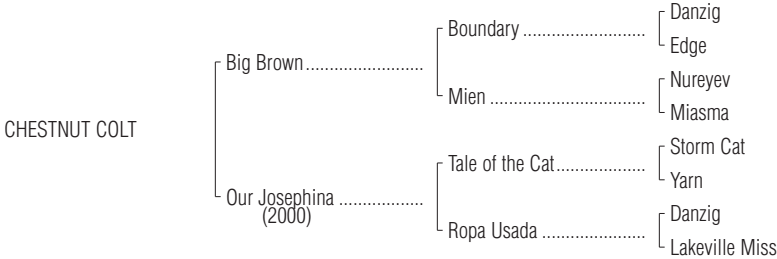 Danzig
Boundary ..........................
Edge
Big Brown.........................
Nureyev
Mien .................................
Miasma
CHESTNUT COLT
Storm Cat
Tale of the Cat...................
Yarn
Our Josephina ..................
(2000)
Danzig
Ropa Usada ......................
Lakeville Miss